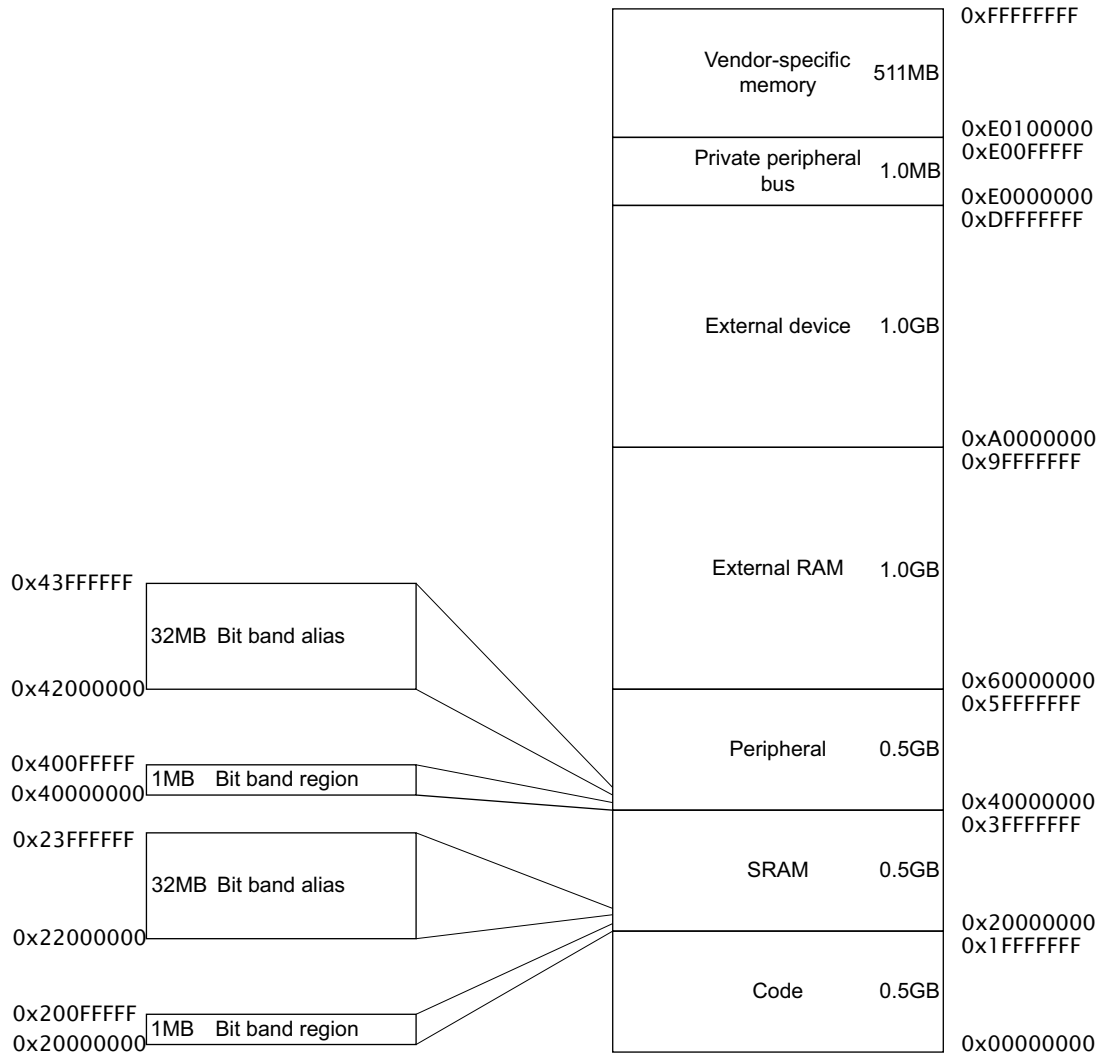 0xFFFFFFFF
Vendor-specific
memory
511MB
0xE0100000
0xE00FFFFF
Private peripheral
bus
1.0MB
0xE0000000
0xDFFFFFFF
External device 1.0GB
0xA0000000
0x9FFFFFFF
External RAM 1.0GB
0x60000000
0x5FFFFFFF
Peripheral 0.5GB
0x40000000
0x3FFFFFFF
SRAM 0.5GB
0x20000000
0x1FFFFFFF
Code 0.5GB
0x00000000
0x43FFFFFF
32MB Bit band alias
0x42000000
0x400FFFFF
1MB Bit band region
0x40000000
0x23FFFFFF
32MB Bit band alias
0x22000000
0x200FFFFF
1MB Bit band region
0x20000000